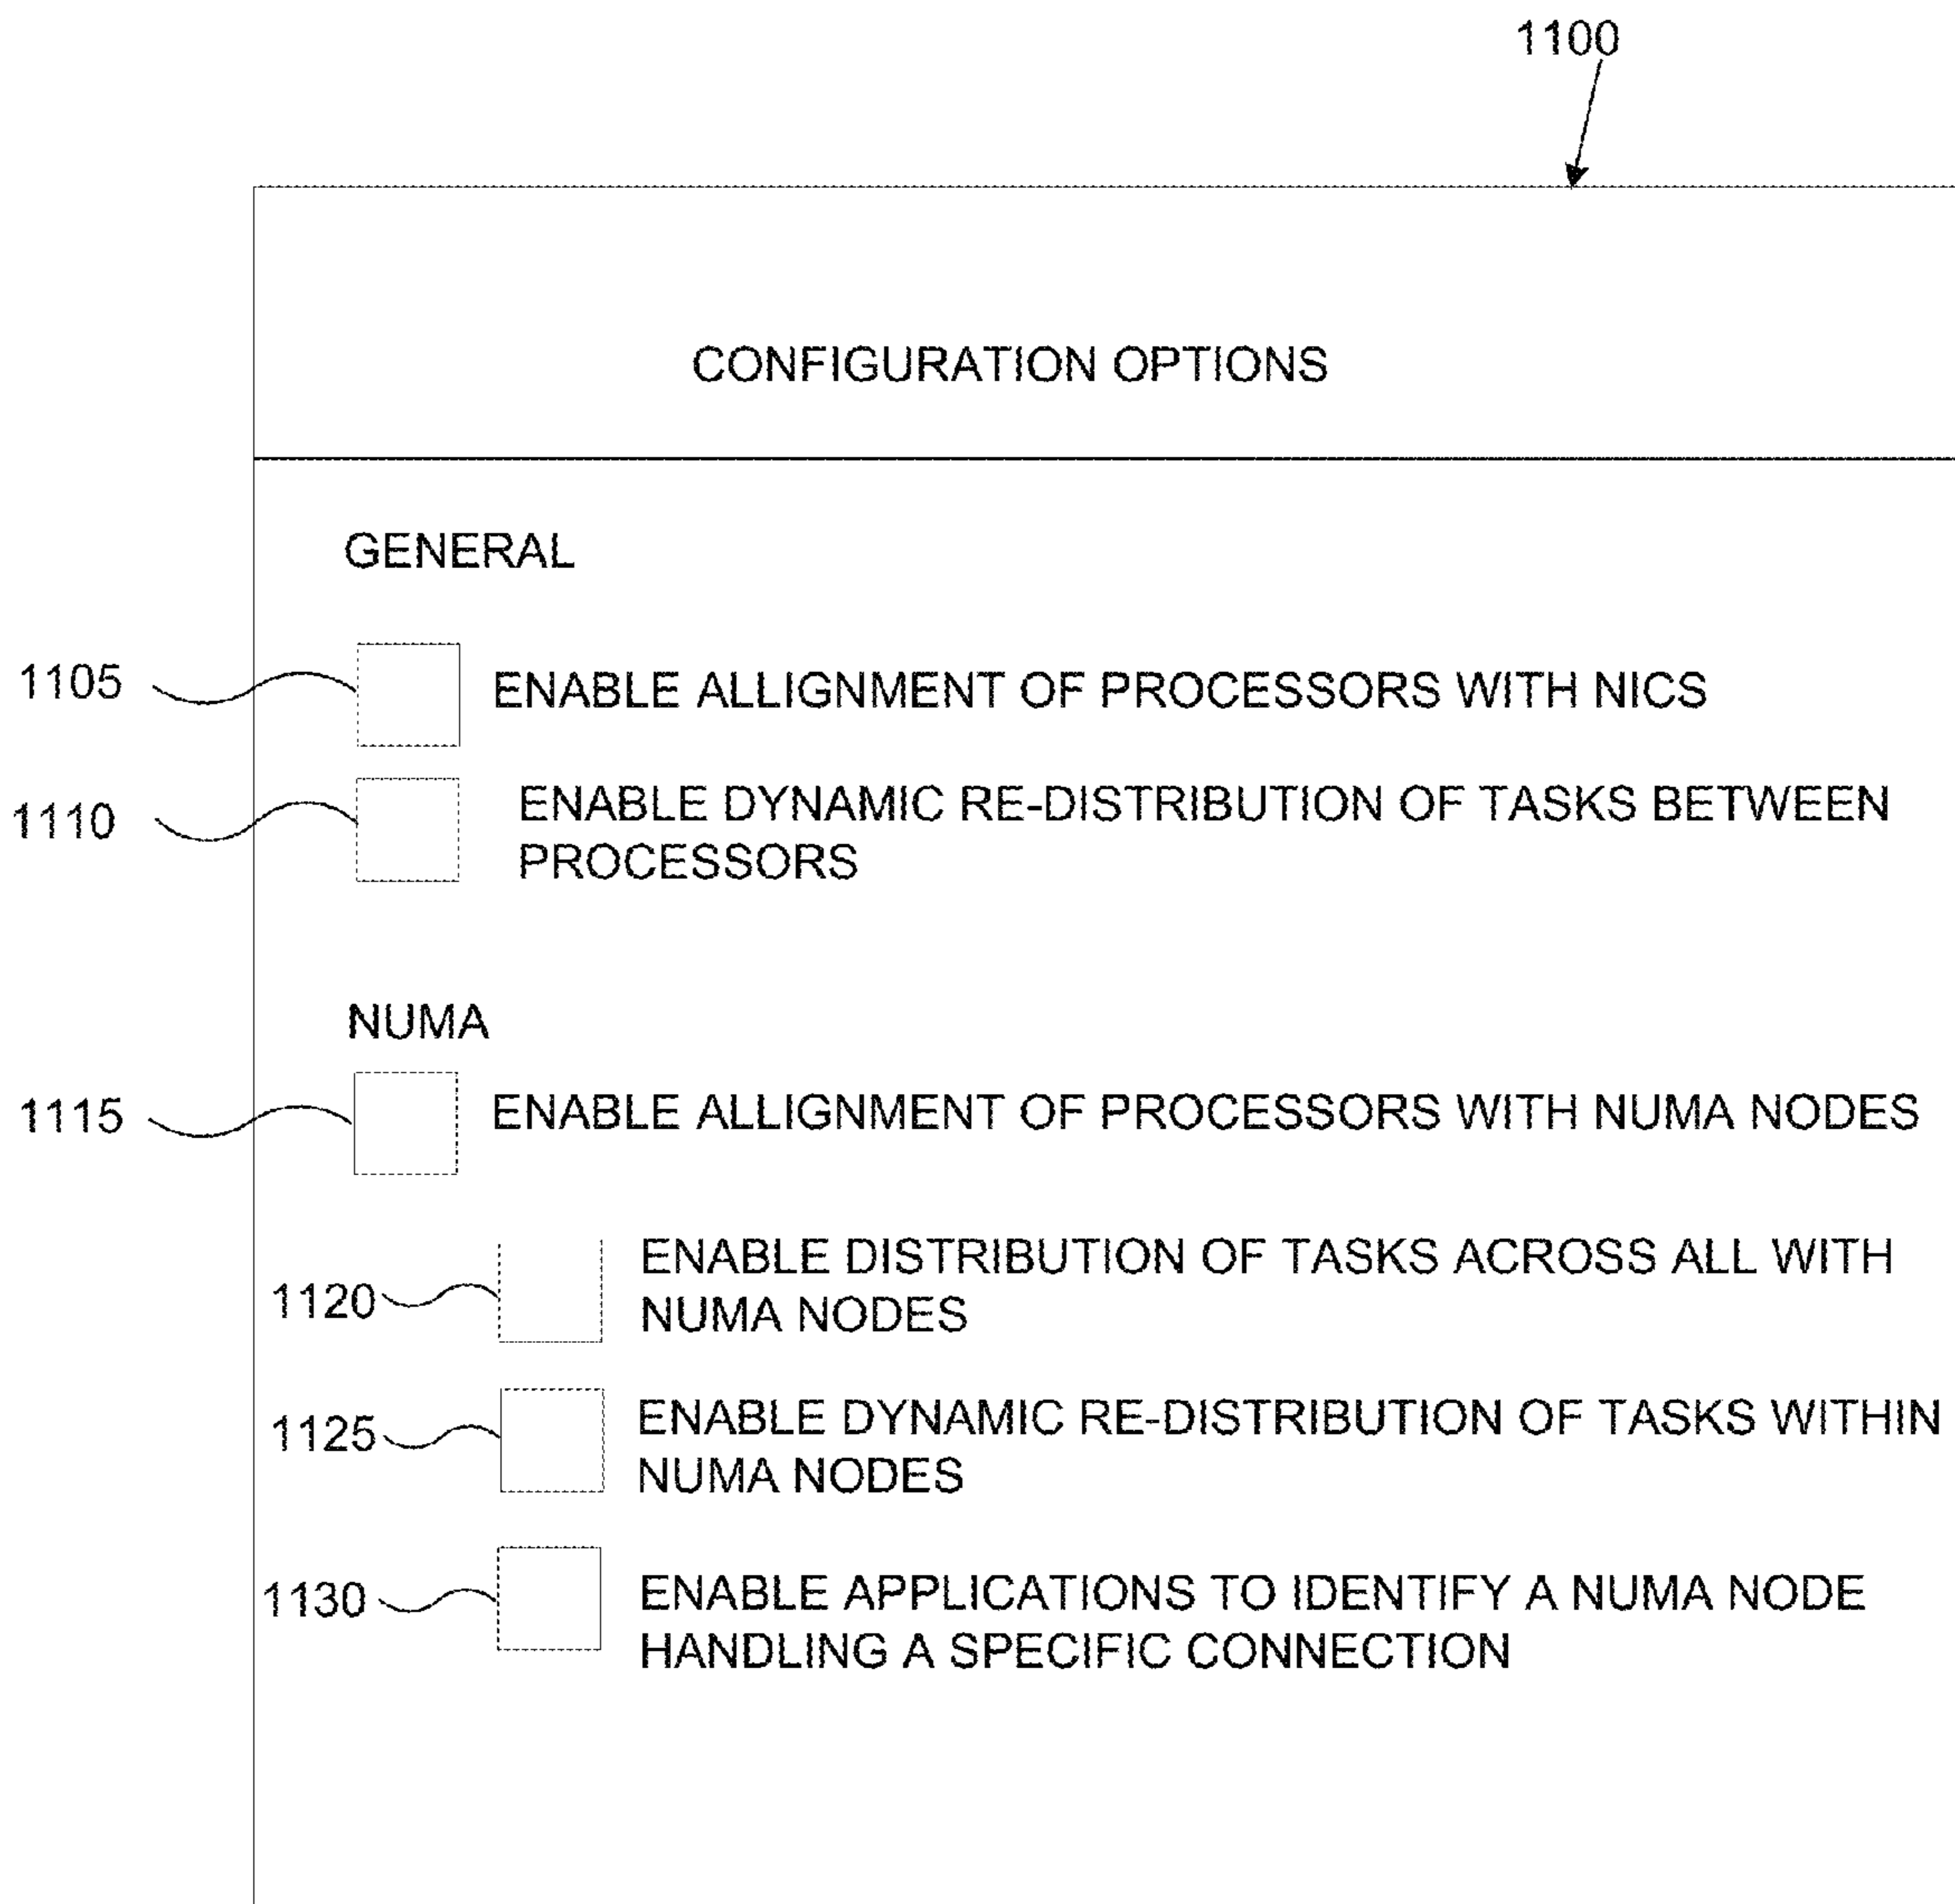 1100
CONFIGURATION OPTIONS
GENERAL
1105 ENABLE ALLIGNMENT OF PROCESSORS WITH NICS
1110 ENABLE DYNAMIC RE-DISTRIBUTION OF TASKS BETWEEN
PROCESSORS
NUMA
1115 ENABLE ALLIGNMENT OF PROCESSORS WITH NUMA NODES
1120 ENABLE DISTRIBUTION OF TASKS ACROSS ALL WITH
NUMA NODES
1125 ENABLE DYNAMIC RE-DISTRIBUTION OF TASKS WITHIN
NUMA NODES
1130 ENABLE APPLICATIONS TO IDENTIFY A NUMA NODE
HANDLING A SPECIFIC CONNECTION